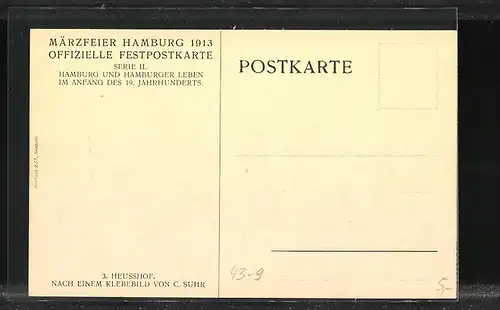 MÄRZFEIER HAMBURG 1913
OFFIZIELLE FESTPOSTKARTE
SERIE II.
HAMBURG UND HAMBURGER LEBEN
IM ANFANG DES 19. JAHRHUNDERTS.
POSTKARTE
3. HEUSSHOF.
NACH EINEM KLEBEBILD VON C. SUHR
43-9
5,-